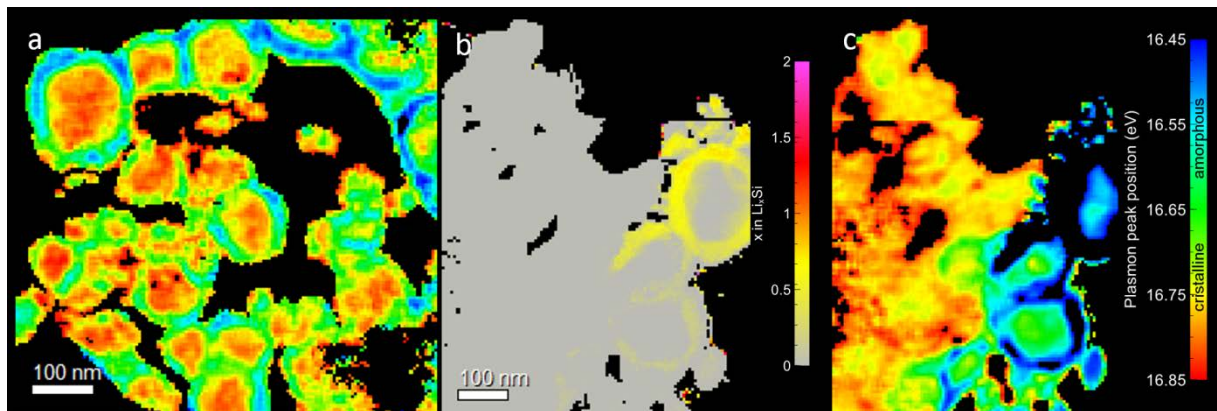 a
100 nm
b
100 nm
2
1.5
1
0.5
0
x in LixSi
c
16.45
16.55
16.65
16.75
16.85
Plasmon peak position (eV)
cristalline amorphous